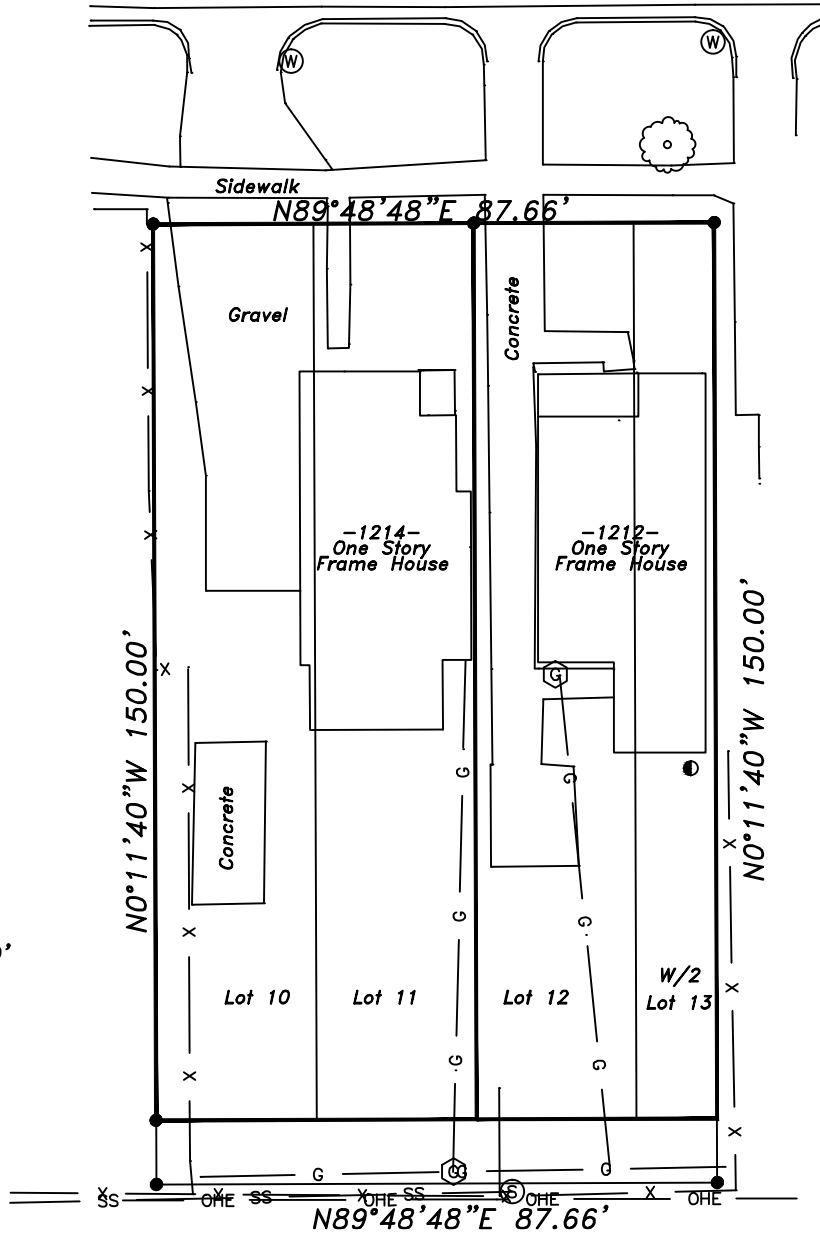 W
W
Sidewalk
N89°48'48"E 87.66'
X
Gravel
Concrete
X
X
-1214-
One Story
Frame House
-1212-
One Story
Frame House
N0°11'40"W 150.00'
N0°11'40"W 150.00'
X
G
G
G
X
Concrete
X
G
G
X
'
W/2
Lot 10
Lot 11
Lot 12
Lot 13
X
G
G
X
X
G
G
G
G
X
SS
X
OHE
SS
X
OHE
SS
X
S
OHE
X
OHE
N89°48'48"E 87.66'